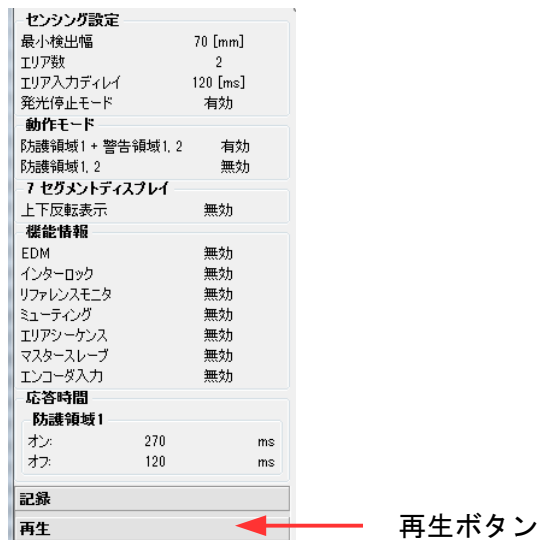 センシング設定
最小検出幅 70 [mm]
エリア数 2
エリア入力ディレイ 120 [ms]
発光停止モード 有効
動作モード
防護領域1 + 警告領域1, 2 有効
防護領域1, 2 無効
7 セグメントディスプレイ
上下反転表示 無効
機能情報
EDM 無効
インターロック 無効
リファレンスモニタ 無効
ミューティング 無効
エリアシーケンス 無効
マスタースレーブ 無効
エンコーダ入力 無効
応答時間
防護領域1
オン: 270 ms
オフ: 120 ms
記録
再生 再生ボタン